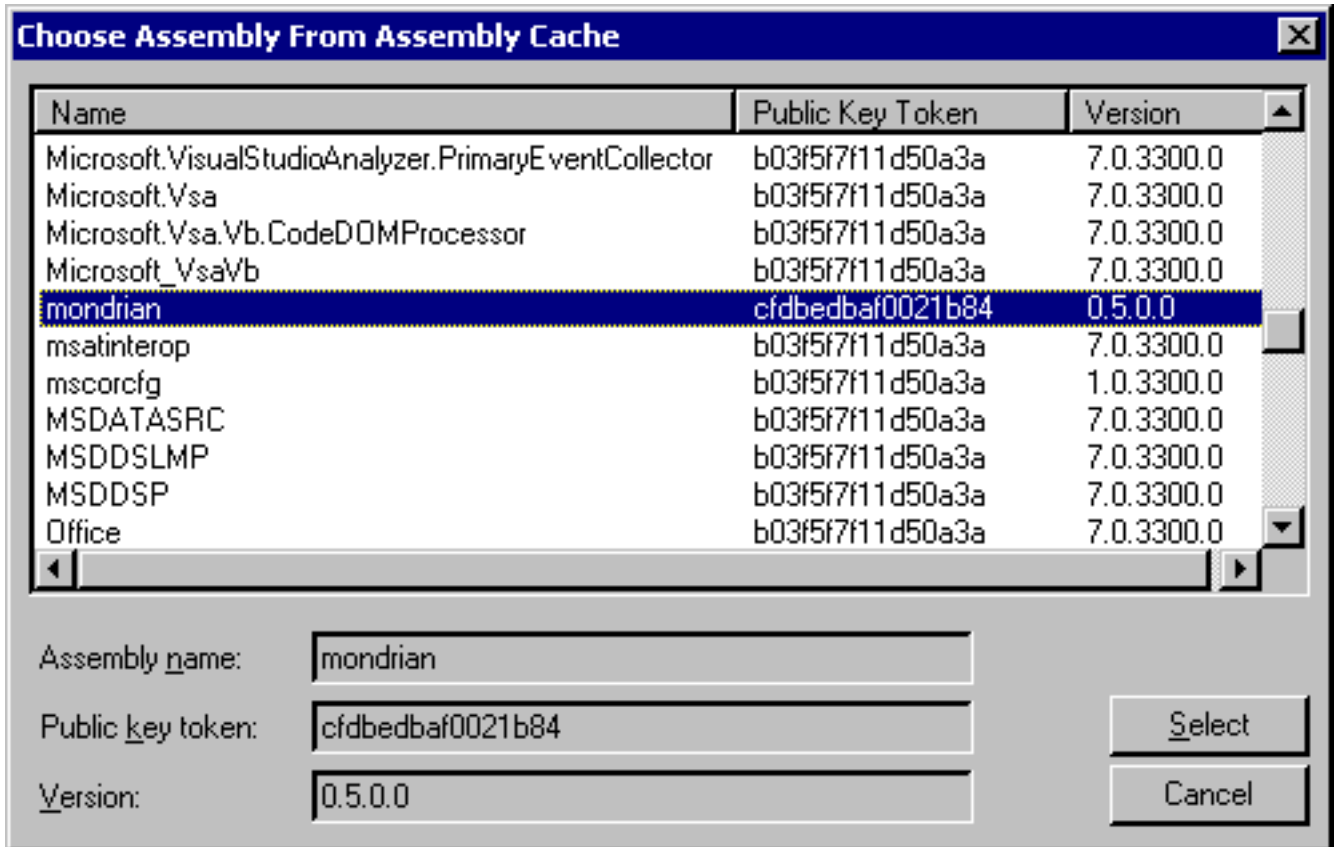 Choose Assembly From Assembly Cache
Name Public Key Token Version
Microsoft.VisualStudioAnalyzer.PrimaryEventCollector b03f5f7f11d50a3a 7.0.3300.0
Microsoft.Vsa b03f5f7f11d50a3a 7.0.3300.0
Microsoft.Vsa.Vb.CodeDOMProcessor b03f5f7f11d50a3a 7.0.3300.0
Microsoft_VsaVb b03f5f7f11d50a3a 7.0.3300.0
mondrian cfdbedbaf0021b84 0.5.0.0
msatinterop b03f5f7f11d50a3a 7.0.3300.0
mscorcfg b03f5f7f11d50a3a 1.0.3300.0
MSDATASRC b03f5f7f11d50a3a 7.0.3300.0
MSDDSLMP b03f5f7f11d50a3a 7.0.3300.0
MSDDSP b03f5f7f11d50a3a 7.0.3300.0
Office b03f5f7f11d50a3a 7.0.3300.0
Assembly name: mondrian
Public key token: cfdbedbaf0021b84 Select
Version: 0.5.0.0 Cancel